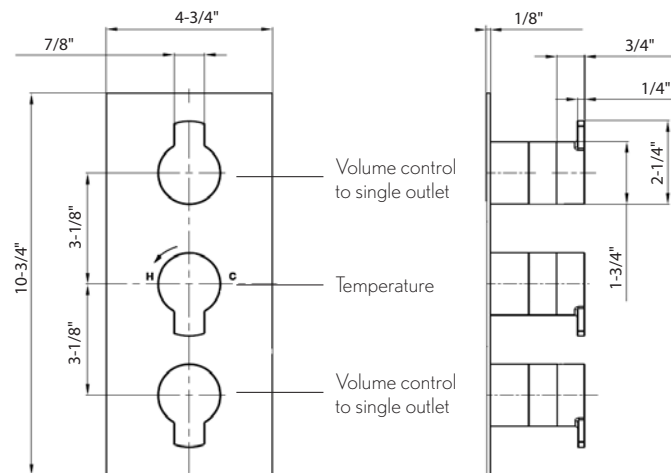 4-3/4"
1/8"
7/8"
3/4"
1/4"
Volume control
to single outlet
2-1/4"
3-1/8"
10-3/4"
H
C
Temperature
1-3/4"
3-1/8"
Volume control
to single outlet